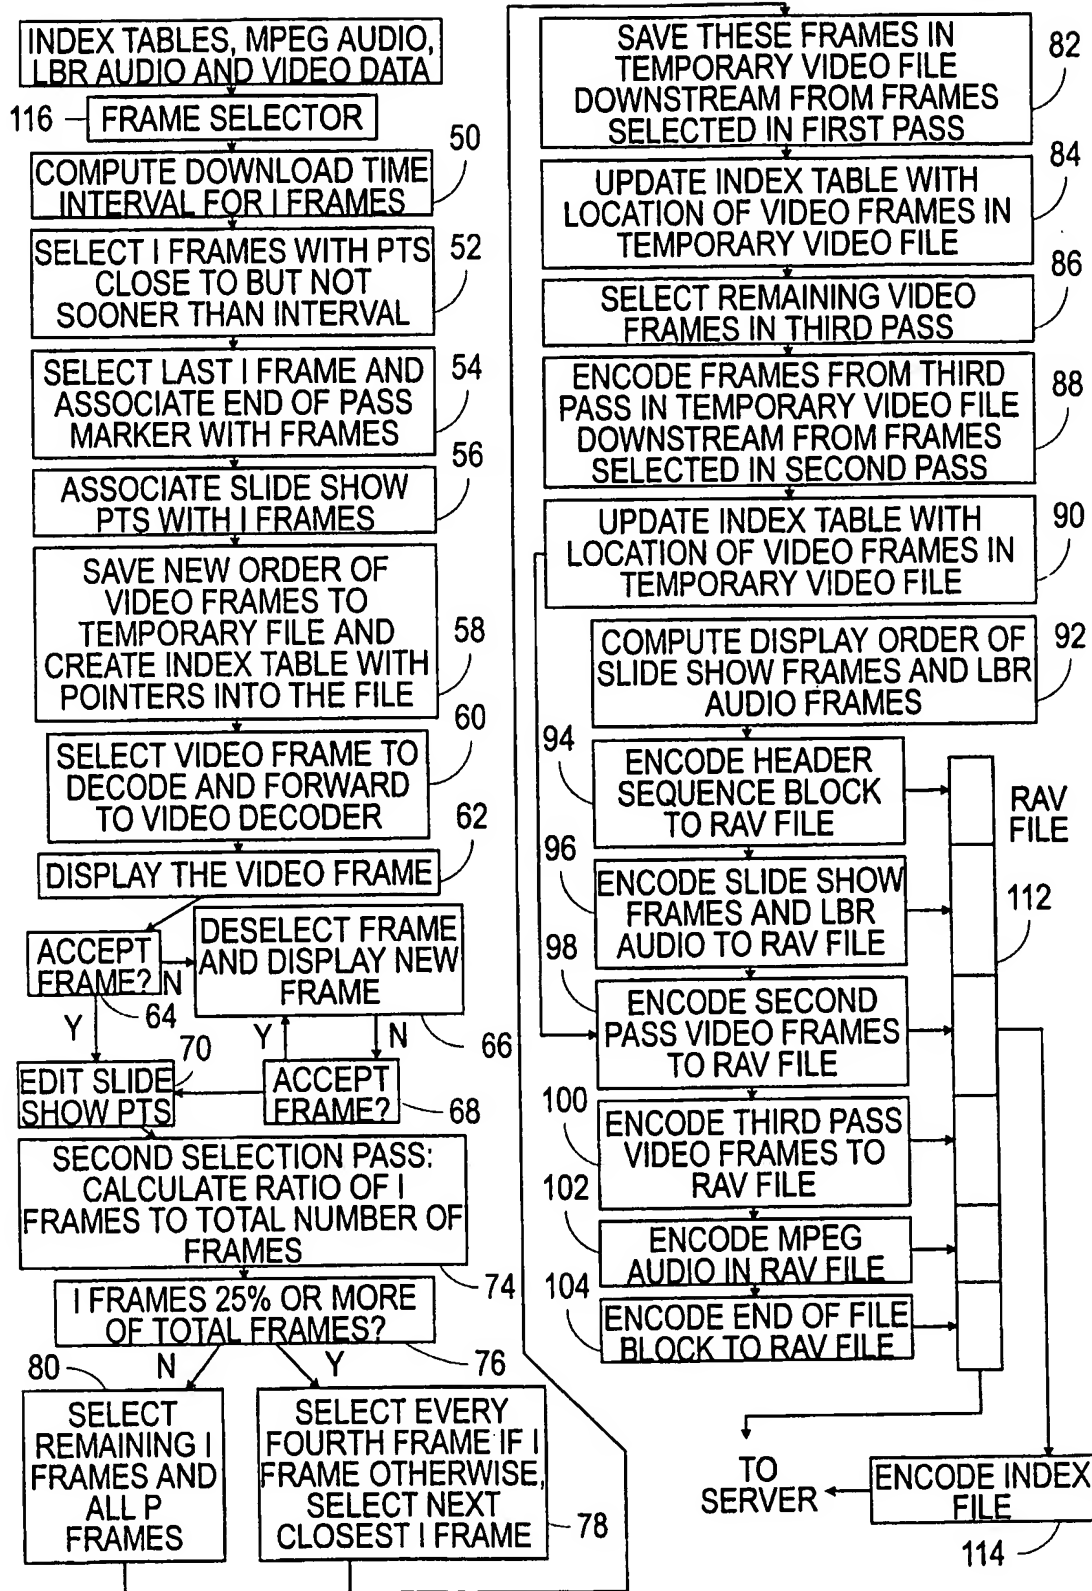 INDEX TABLES, MPEG AUDIO,
LBR AUDIO AND VIDEO DATA
116
FRAME SELECTOR
50
COMPUTE DOWNLOAD TIME
INTERVAL FOR I FRAMES
SELECT I FRAMES WITH PTS
CLOSE TO BUT NOT
SOONER THAN INTERVAL
52
SELECT LAST I FRAME AND
ASSOCIATE END OF PASS
MARKER WITH FRAMES
54
56
ASSOCIATE SLIDE SHOW
PTS WITH I FRAMES
SAVE NEW ORDER OF
VIDEO FRAMES TO
TEMPORARY FILE AND
CREATE INDEX TABLE WITH
POINTERS INTO THE FILE
58
60
SELECT VIDEO FRAME TO
DECODE AND FORWARD
TO VIDEO DECODER
62
DISPLAY THE VIDEO FRAME
ACCEPT
FRAME?
N
64
Y
DESELECT FRAME
AND DISPLAY NEW
FRAME
66
Y
N
70
EDIT SLIDE
SHOW PTS
ACCEPT
FRAME?
68
SECOND SELECTION PASS:
CALCULATE RATIO OF I
FRAMES TO TOTAL NUMBER OF
FRAMES
74
I FRAMES 25% OR MORE
OF TOTAL FRAMES?
76
N
Y
80
SELECT
REMAINING I
FRAMES AND
ALL P
FRAMES
SELECT EVERY
FOURTH FRAME IF I
FRAME OTHERWISE,
SELECT NEXT
CLOSEST I FRAME
78
SAVE THESE FRAMES IN
TEMPORARY VIDEO FILE
DOWNSTREAM FROM FRAMES
SELECTED IN FIRST PASS
82
UPDATE INDEX TABLE WITH
LOCATION OF VIDEO FRAMES IN
TEMPORARY VIDEO FILE
84
SELECT REMAINING VIDEO
FRAMES IN THIRD PASS
86
ENCODE FRAMES FROM THIRD
PASS IN TEMPORARY VIDEO FILE
DOWNSTREAM FROM FRAMES
SELECTED IN SECOND PASS
88
UPDATE INDEX TABLE WITH
LOCATION OF VIDEO FRAMES IN
TEMPORARY VIDEO FILE
90
COMPUTE DISPLAY ORDER OF
SLIDE SHOW FRAMES AND LBR
AUDIO FRAMES
92
94
ENCODE HEADER
SEQUENCE BLOCK
TO RAV FILE
RAV
FILE
96
ENCODE SLIDE SHOW
FRAMES AND LBR
AUDIO TO RAV FILE
112
98
ENCODE SECOND
PASS VIDEO FRAMES
TO RAV FILE
100
ENCODE THIRD PASS
VIDEO FRAMES TO
RAV FILE
102
ENCODE MPEG
AUDIO IN RAV FILE
104
ENCODE END OF FILE
BLOCK TO RAV FILE
TO
SERVER
ENCODE INDEX
FILE
114